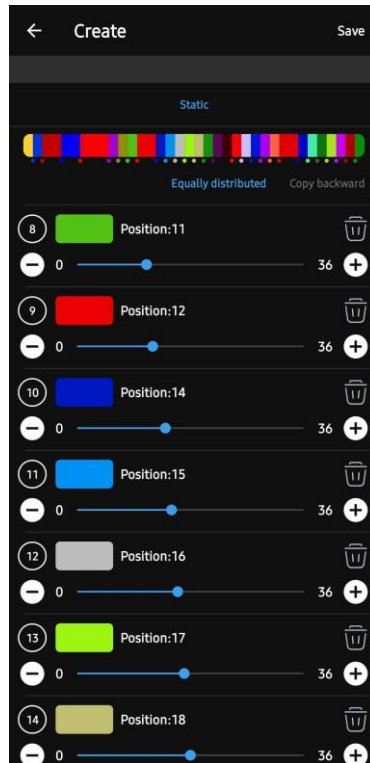 Create Save
Static
Equally distributed Copy backward
8 Position:11
0 36
9 Position:12
0 36
10 Position:14
0 36
11 Position:15
0 36
12 Position:16
0 36
13 Position:17
0 36
14 Position:18
0 36